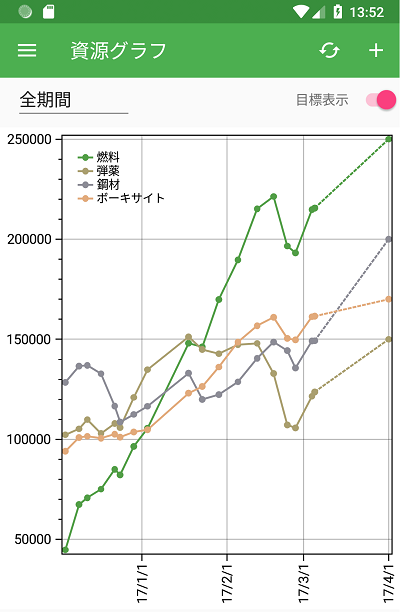 13:52
資源グラフ
全期間
目標表示
250000
燃料
弾薬
鋼材
ボーキサイト
200000
150000
100000
50000
17/1/1
17/2/1
17/3/1
17/4/1